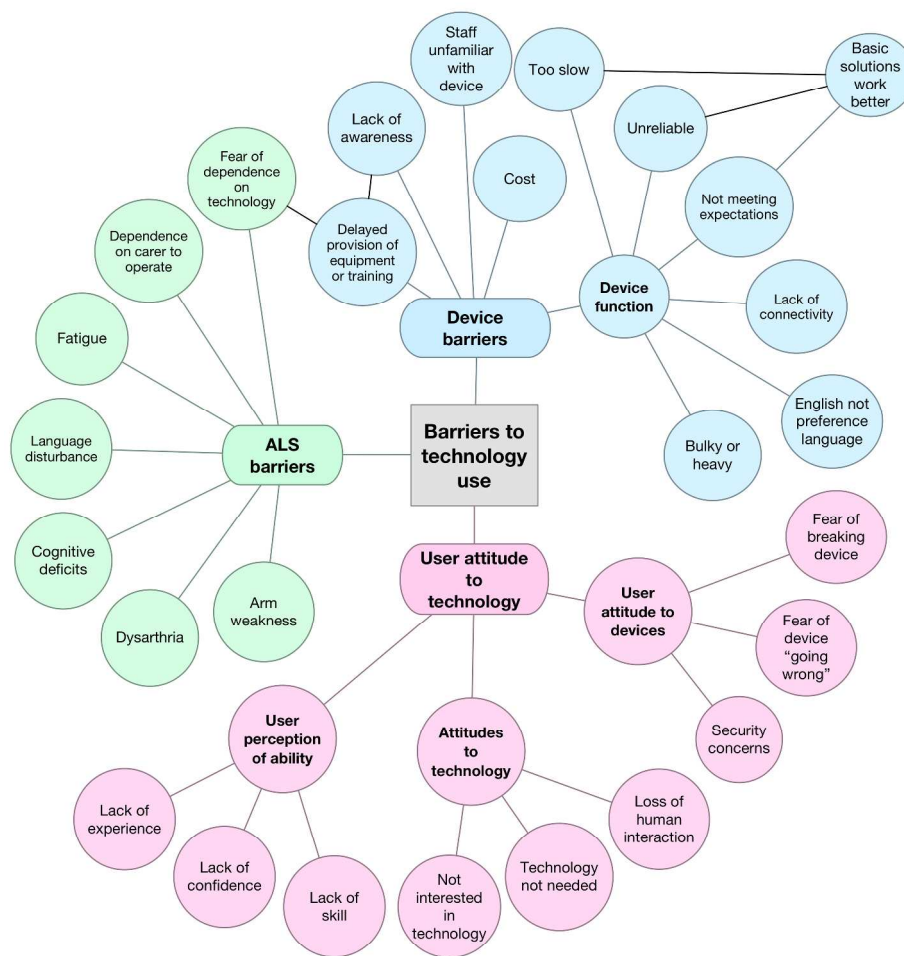 Staff
unfamiliar
with
device
Too slow
Basic
solutions
work
better
Lack of
awareness
Unreliable
Fear of
dependence
on
technology
Cost
Not meeting
expectations
Delayed
provision of
equipment
or training
Dependence
on carer to
operate
Device
function
Lack of
connectivity
Device
barriers
Fatigue
English not
preference
language
Language
disturbance
ALS
barriers
Barriers to
technology
use
Bulky or
heavy
Cognitive
deficits
Fear of
breaking
device
User attitude
to
technology
User
attitude to
devices
Arm
weakness
Dysarthria
Fear of
device
“going
wrong”
User
perception
of ability
Attitudes
to
technology
Security
concerns
Lack of
experience
Loss of
human
interaction
Lack of
confidence
Technology
not needed
Lack of
skill
Not
interested
in
technology